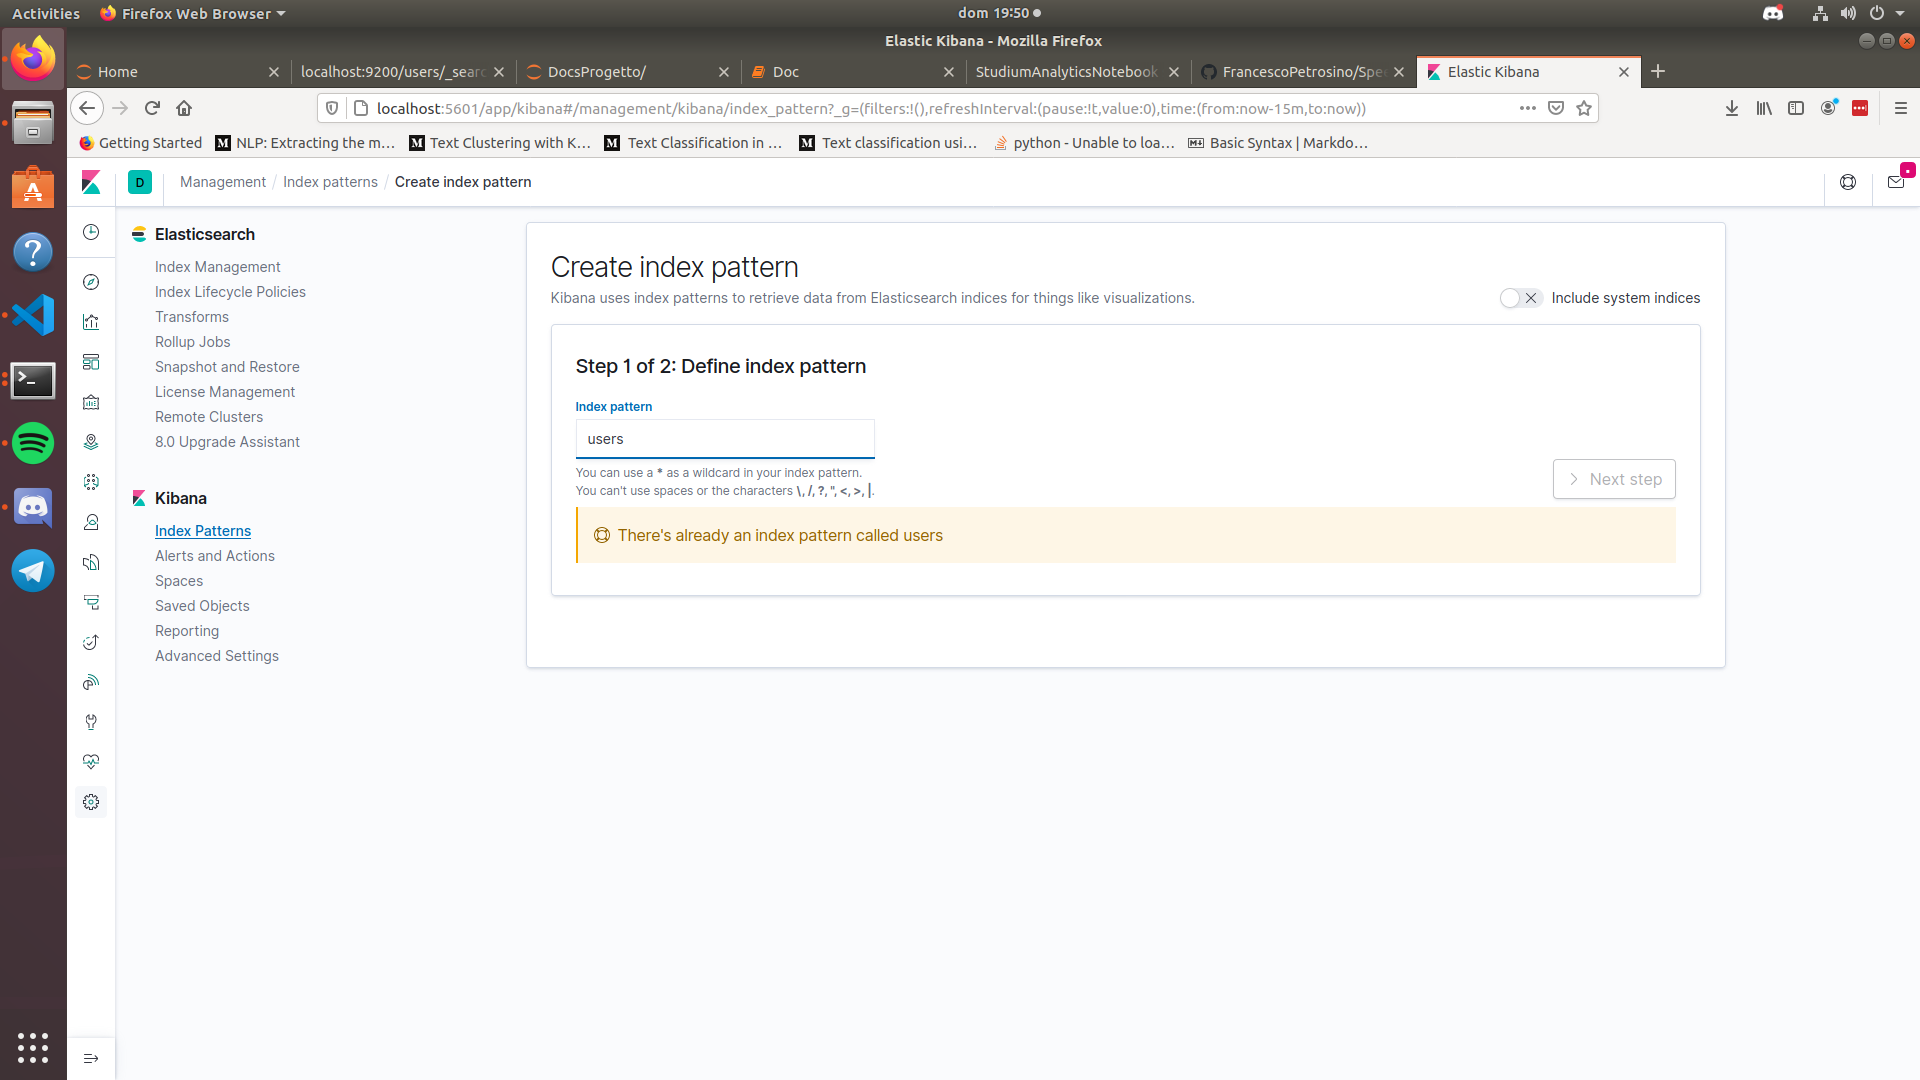 Activities
Firefox Web Browser
dom 19:50
Elastic Kibana - Mozilla Firefox
Home
localhost:9200/users/_searc
DocsProgetto/
Doc
StudiumAnalyticsNotebook
FrancescoPetrosino/Spe
Elastic Kibana
localhost:5601/app/kibana#/management/kibana/index_pattern?_g=(filters:!(),refreshInterval:(pause:!t,value:0),time:(from:now-15m,to:now))
Getting Started
NLP: Extracting the m…
Text Clustering with K…
Text Classification in …
Text classification usi…
python - Unable to loa…
Basic Syntax | Markdo…
D
Management / Index patterns / Create index pattern
Elasticsearch
Index Management
Index Lifecycle Policies
Transforms
Rollup Jobs
Snapshot and Restore
License Management
Remote Clusters
8.0 Upgrade Assistant
Kibana
Index Patterns
Alerts and Actions
Spaces
Saved Objects
Reporting
Advanced Settings
Create index pattern
Kibana uses index patterns to retrieve data from Elasticsearch indices for things like visualizations.
Include system indices
Step 1 of 2: Define index pattern
Index pattern
users
You can use a * as a wildcard in your index pattern.
You can't use spaces or the characters \, /, ?, ", <, >, |.
Next step
There's already an index pattern called users